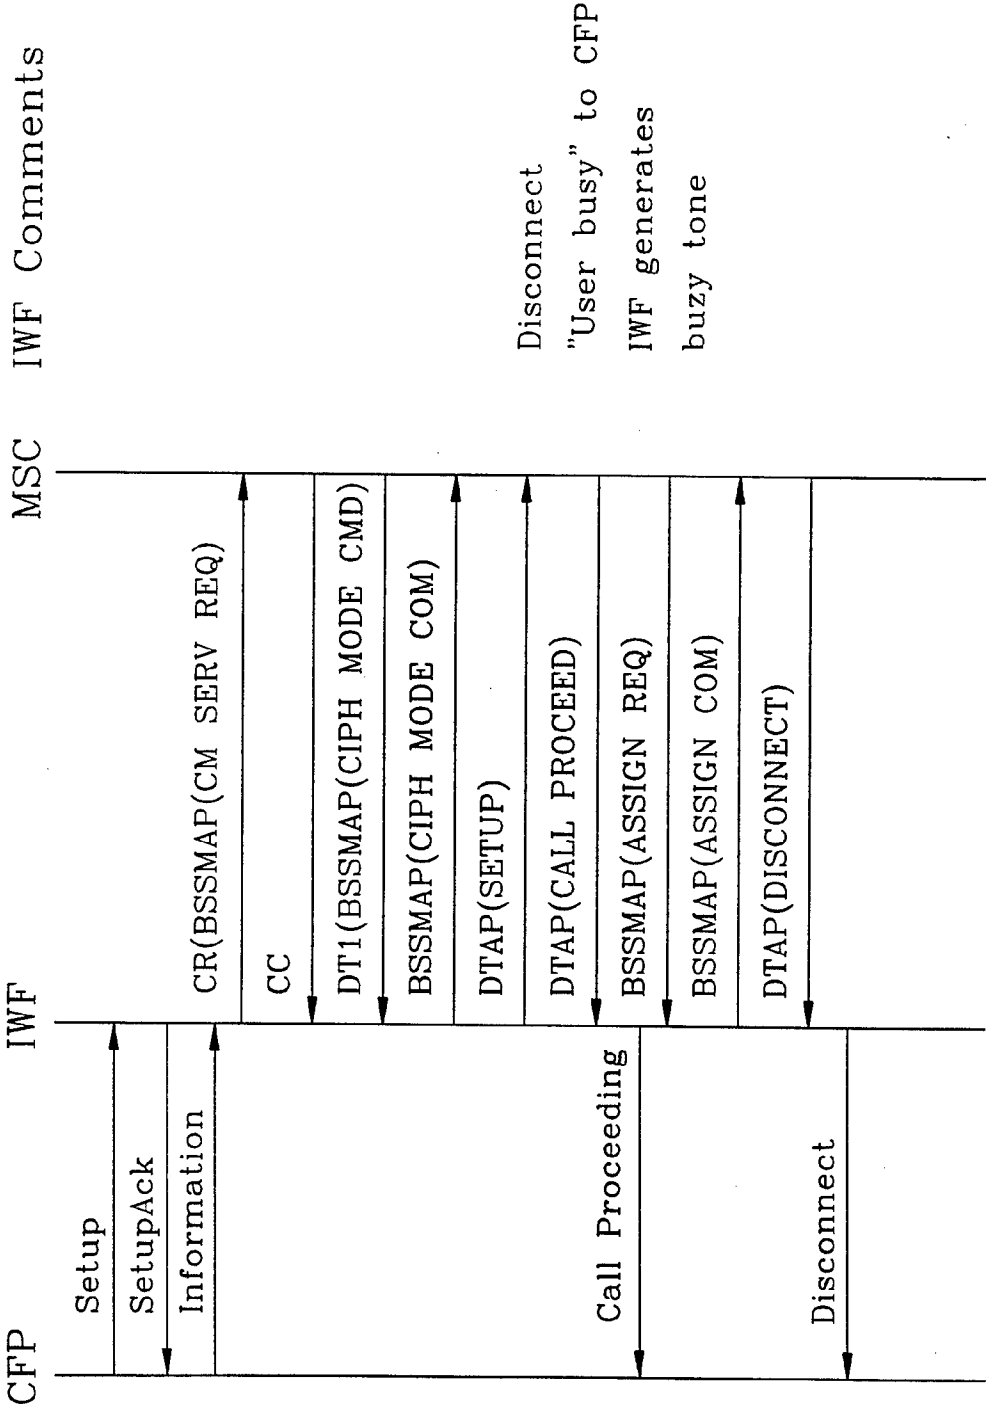 CFP IWF MSC IWF Comments
Setup
SetupAck
Information
CR(BSSMAP(CM SERV REQ)
CC
DT1(BSSMAP(CIPH MODE CMD)
BSSMAP(CIPH MODE COM)
DTAP(SETUP)
DTAP(CALL PROCEED)
Call Proceeding
BSSMAP(ASSIGN REQ)
BSSMAP(ASSIGN COM)
DTAP(DISCONNECT)
Disconnect
Disconnect
"User busy" to CFP
IWF generates
buzy tone